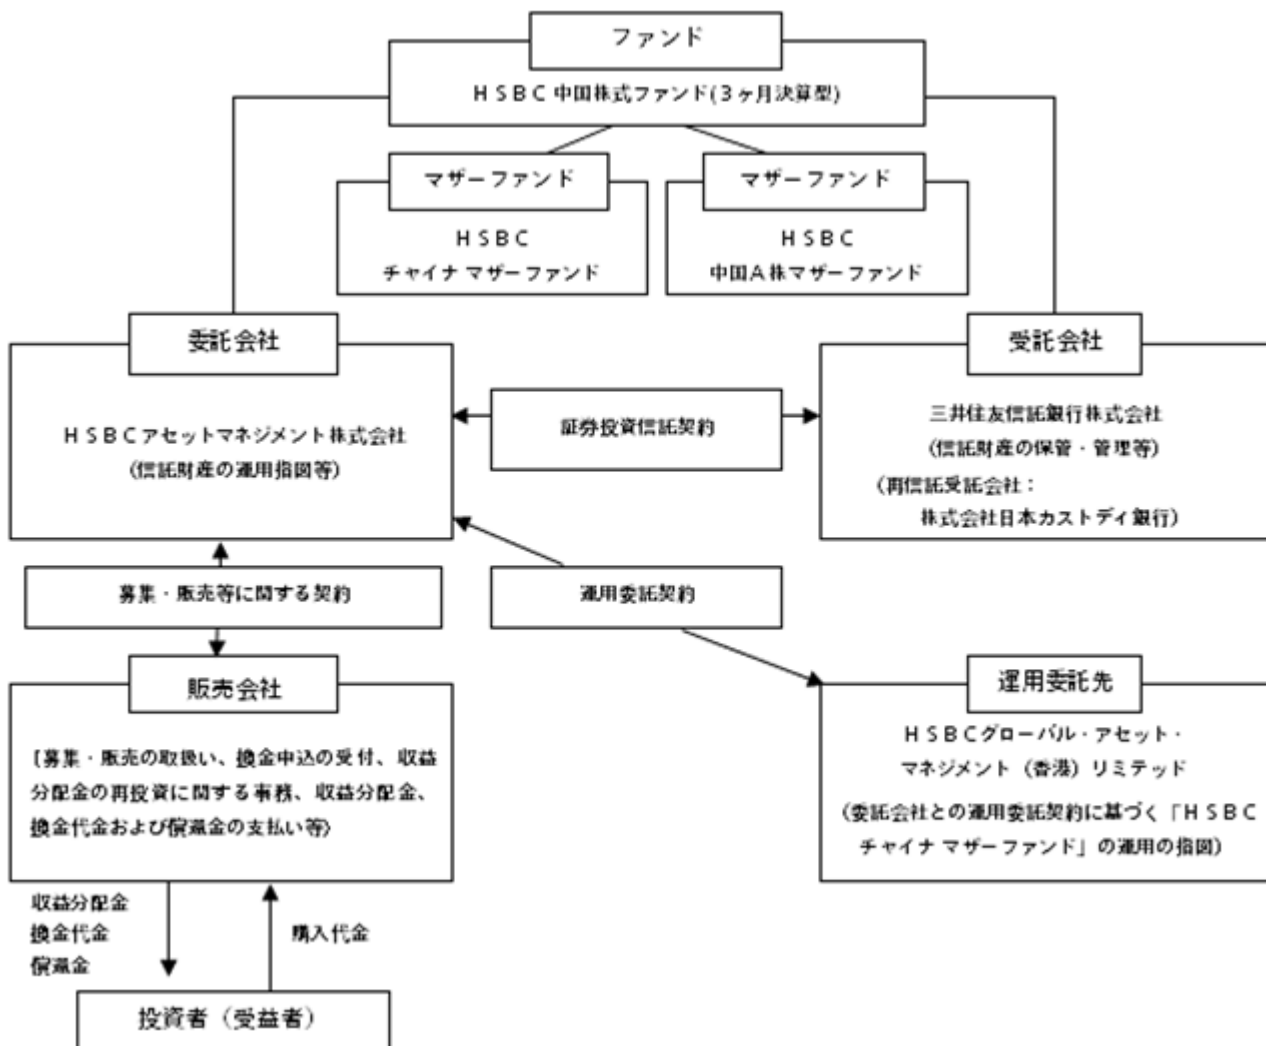 ファンド
ＨＳＢＣ 中国株式ファンド(３ヶ月決算型)
マザーファンド
ＨＳＢＣ
チャイナ マザーファンド
マザーファンド
ＨＳＢＣ
中国Ａ株マザーファンド
委託会社
ＨＳＢＣアセットマネジメント株式会社
(信託財産の運用指図等)
証券投資信託契約
受託会社
三井住友信託銀行株式会社
(信託財産の保管・管理等)
(再信託受託会社：
株式会社日本カストディ銀行)
募集・販売等に関する契約
運用委託契約
販売会社
[募集・販売の取扱い、換金申込の受付、収益
分配金の再投資に関する事務、収益分配金、
換金代金および償還金の支払い等)
運用委託先
ＨＳＢＣグローバル・アセット・
マネジメント（香港）リミテッド
(委託会社との運用委託契約に基づく「ＨＳＢＣ
チャイナ マザーファンド」の運用の指図)
収益分配金
換金代金
償還金
購入代金
投資者（受益者）